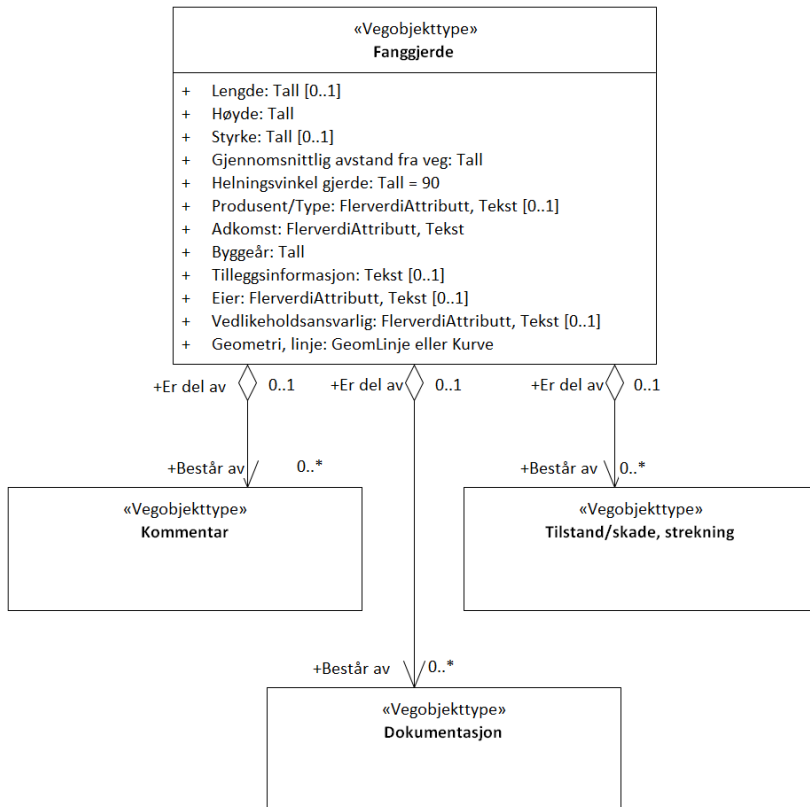 «Vegobjekttype»
Fanggjerde
+ Lengde: Tall [0..1]
+ Høyde: Tall
+ Styrke: Tall [0..1]
+ Gjennomsnittlig avstand fra veg: Tall
+ Helningsvinkel gjerde: Tall = 90
+ Produsent/Type: FlerverdiAttributt, Tekst [0..1]
+ Adkomst: FlerverdiAttributt, Tekst
+ Byggeår: Tall
+ Tilleggsinformasjon: Tekst [0..1]
+ Eier: FlerverdiAttributt, Tekst [0..1]
+ Vedlikeholdsansvarlig: FlerverdiAttributt, Tekst [0..1]
+ Geometri, linje: GeomLinje eller Kurve
+Er del av 0..1 +Er del av 0..1 +Er del av 0..1
+Består av 0..* +Består av 0..*
«Vegobjekttype»
Kommentar
«Vegobjekttype»
Tilstand/skade, strekning
+Består av 0..*
«Vegobjekttype»
Dokumentasjon